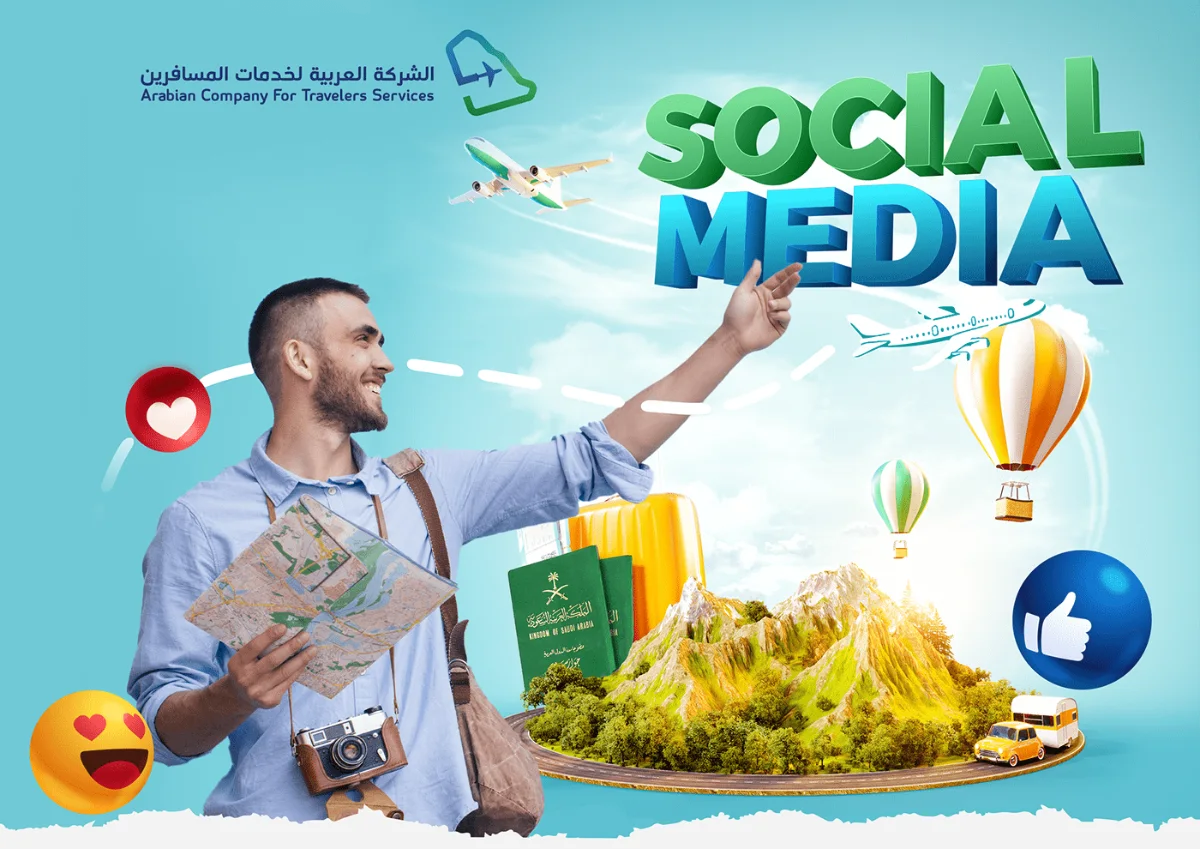 الشركة العربية لخدمات المسافرين
Arabian Company For Travelers Services
SOCIAL
MEDIA
المملكة العربية السعودية
KINGDOM OF SAUDI ARABIA